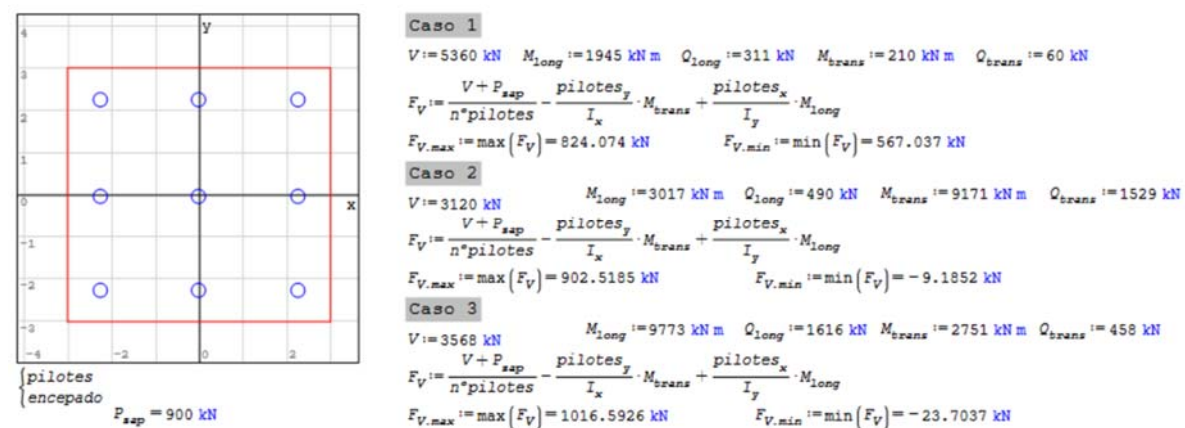 y
4
3
2
1
0
-1
-2
-3
-4
-2
0
2
x
pilotes
encepado
P_zap = 900 kN
Caso 1
V:=5360 kN M_long:=1945 kN m Q_long:=311 kN M_trans:=210 kN m Q_trans:=60 kN
F_V:= (V+P_zap)/(n°pilotes) - (pilotes_y)/(I_x)·M_trans + (pilotes_x)/(I_y)·M_long
F_V.max:=max(F_V)=824.074 kN F_V.min:=min(F_V)=567.037 kN
Caso 2
V:=3120 kN M_long:=3017 kN m Q_long:=490 kN M_trans:=9171 kN m Q_trans:=1529 kN
F_V:= (V+P_zap)/(n°pilotes) - (pilotes_y)/(I_x)·M_trans + (pilotes_x)/(I_y)·M_long
F_V.max:=max(F_V)=902.5185 kN F_V.min:=min(F_V)=-9.1852 kN
Caso 3
V:=3568 kN M_long:=9773 kN m Q_long:=1616 kN M_trans:=2751 kN m Q_trans:=458 kN
F_V:= (V+P_zap)/(n°pilotes) - (pilotes_y)/(I_x)·M_trans + (pilotes_x)/(I_y)·M_long
F_V.max:=max(F_V)=1016.5926 kN F_V.min:=min(F_V)=-23.7037 kN